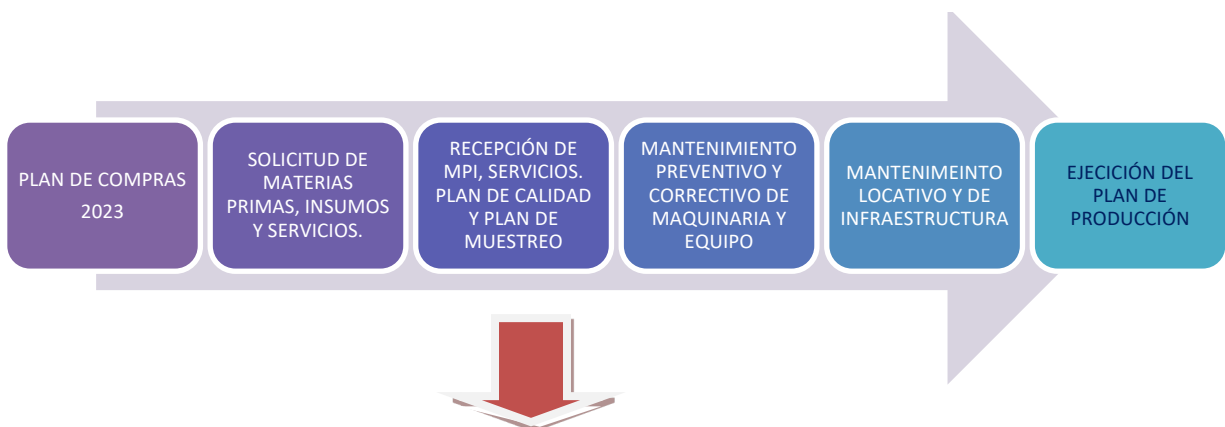 PLAN DE COMPRAS
2023
SOLICITUD DE
MATERIAS
PRIMAS, INSUMOS
Y SERVICIOS.
RECEPCIÓN DE
MPI, SERVICIOS.
PLAN DE CALIDAD
Y PLAN DE
MUESTREO
MANTENIMIENTO
PREVENTIVO Y
CORRECTIVO DE
MAQUINARIA Y
EQUIPO
MANTENIMEINTO
LOCATIVO Y DE
INFRAESTRUCTURA
EJECICIÓN DEL
PLAN DE
PRODUCCIÓN